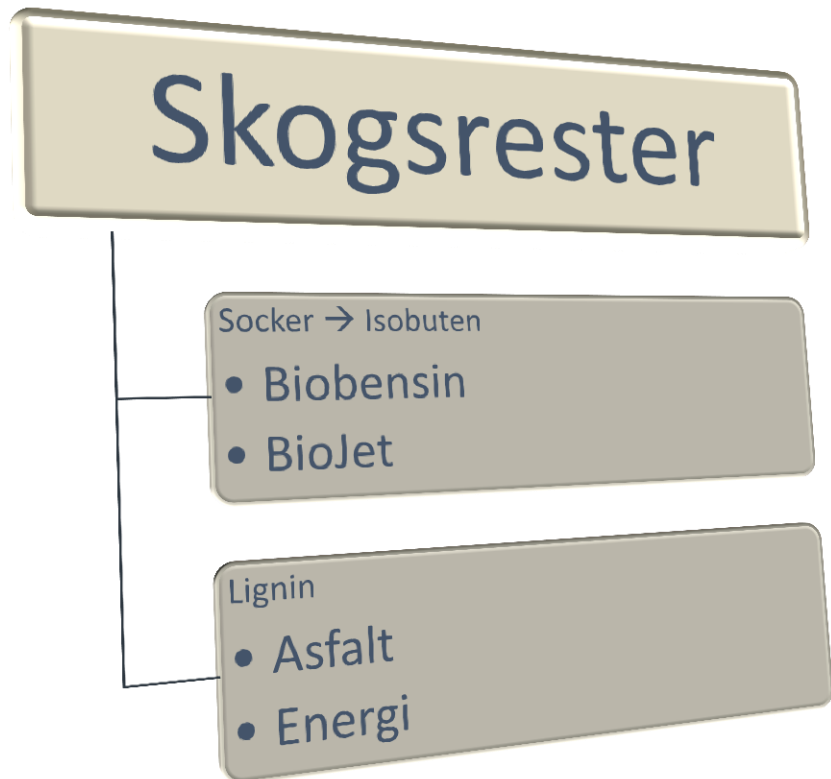 Skogsrester
Socker → Isobuten
• Biobensin
• BioJet
Lignin
• Asfalt
• Energi